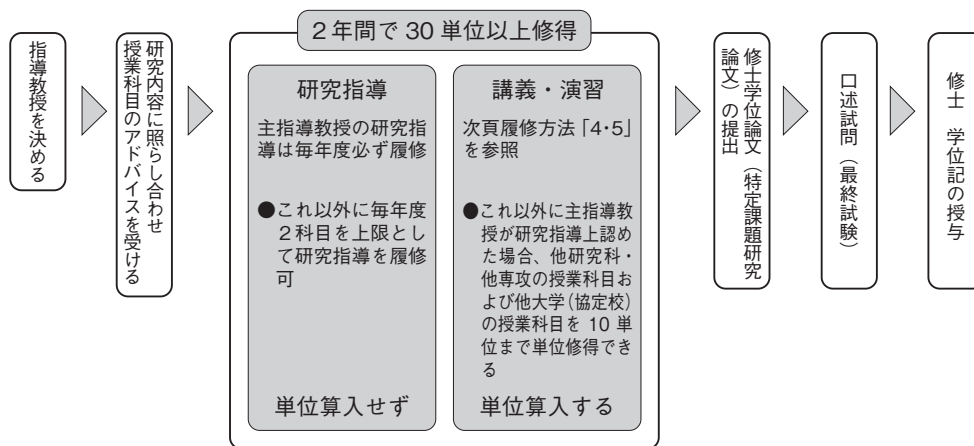 指導教授を決める
研究内容に照らし合わせ
授業科目のアドバイスを受ける
2年間で 30 単位以上修得
研究指導
主指導教授の研究指
導は毎年度必ず履修
●これ以外に毎年度
2科目を上限とし
て研究指導を履修
可
単位算入せず
講義・演習
次頁履修方法「4・5」
を参照
●これ以外に主指導教
授が研究指導上認め
た場合、他研究科・
他専攻の授業科目お
よび他大学(協定校)
の授業科目を 10 単
位まで単位修得でき
る
単位算入する
修士学位論文(特定課題研究
論文)の提出
口述試問(最終試験)
修士 学位記の授与